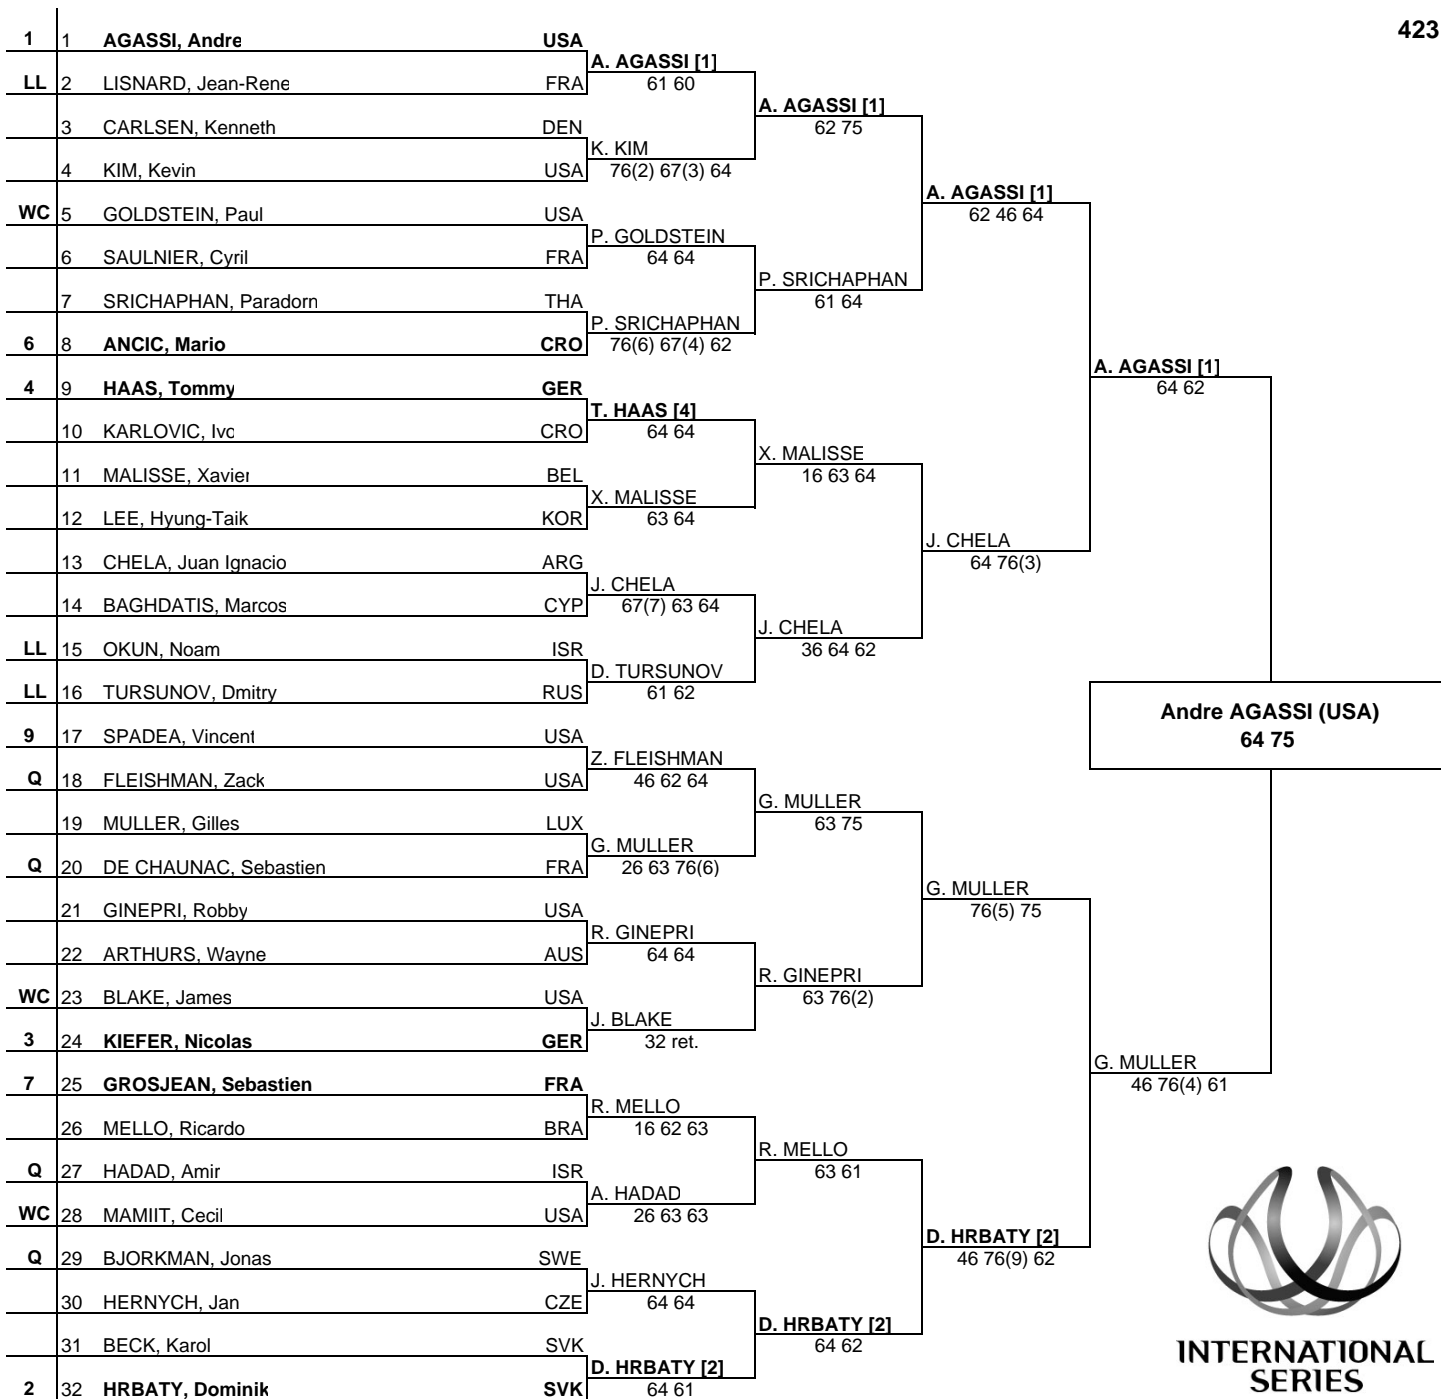 423
1 1 AGASSI, Andre USA
A. AGASSI [1]
LL 2 LISNARD, Jean-Rene FRA 61 60
A. AGASSI [1]
3 CARLSEN, Kenneth DEN 62 75
K. KIM
4 KIM, Kevin USA 76(2) 67(3) 64
A. AGASSI [1]
WC 5 GOLDSTEIN, Paul USA 62 46 64
P. GOLDSTEIN
6 SAULNIER, Cyril FRA 64 64
P. SRICHAPHAN
7 SRICHAPHAN, Paradorn THA 61 64
P. SRICHAPHAN
6 8 ANCIC, Mario CRO 76(6) 67(4) 62
A. AGASSI [1]
4 9 HAAS, Tommy GER 64 62
T. HAAS [4]
10 KARLOVIC, Ivo CRO 64 64
X. MALISSE
11 MALISSE, Xavier BEL 16 63 64
X. MALISSE
12 LEE, Hyung-Taik KOR 63 64
J. CHELA
13 CHELA, Juan Ignacio ARG 64 76(3)
J. CHELA
14 BAGHDATIS, Marcos CYP 67(7) 63 64
J. CHELA
LL 15 OKUN, Noam ISR 36 64 62
D. TURSUNOV
LL 16 TURSUNOV, Dmitry RUS 61 62
Andre AGASSI (USA)
9 17 SPADEA, Vincent USA 64 75
Z. FLEISHMAN
Q 18 FLEISHMAN, Zack USA 46 62 64
G. MULLER
19 MULLER, Gilles LUX 63 75
G. MULLER
Q 20 DE CHAUNAC, Sebastien FRA 26 63 76(6)
G. MULLER
21 GINEPRI, Robby USA 76(5) 75
R. GINEPRI
22 ARTHURS, Wayne AUS 64 64
R. GINEPRI
WC 23 BLAKE, James USA 63 76(2)
J. BLAKE
3 24 KIEFER, Nicolas GER 32 ret.
G. MULLER
7 25 GROSJEAN, Sebastien FRA 46 76(4) 61
R. MELLO
26 MELLO, Ricardo BRA 16 62 63
R. MELLO
Q 27 HADAD, Amir ISR 63 61
A. HADAD
WC 28 MAMIIT, Cecil USA 26 63 63
D. HRBATY [2]
Q 29 BJORKMAN, Jonas SWE 46 76(9) 62
J. HERNYCH
30 HERNYCH, Jan CZE 64 64
D. HRBATY [2]
31 BECK, Karol SVK 64 62
D. HRBATY [2]
2 32 HRBATY, Dominik SVK 64 61
INTERNATIONAL
SERIES